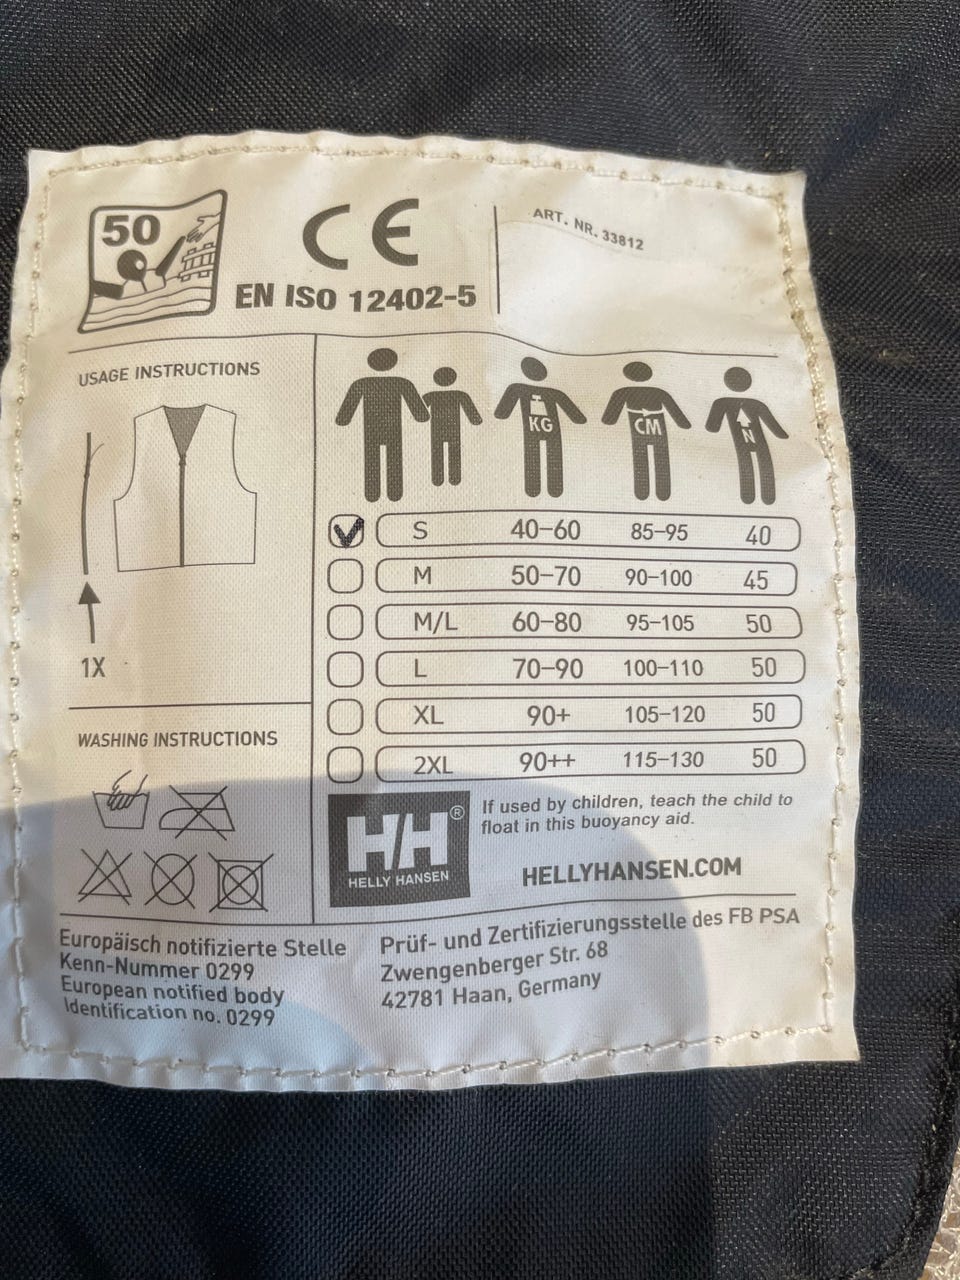 50
CE
EN ISO 12402-5
ART. NR. 33812
USAGE INSTRUCTIONS
1X
KG CM N
S 40–60 85–95 40
M 50–70 90–100 45
M/L 60–80 95–105 50
L 70–90 100–110 50
XL 90+ 105–120 50
2XL 90++ 115–130 50
WASHING INSTRUCTIONS
H/H®
HELLY HANSEN
If used by children, teach the child to
float in this buoyancy aid.
HELLYHANSEN.COM
Europäisch notifizierte Stelle
Kenn-Nummer 0299
European notified body
Identification no. 0299
Prüf- und Zertifizierungsstelle des FB PSA
Zwengenberger Str. 68
42781 Haan, Germany